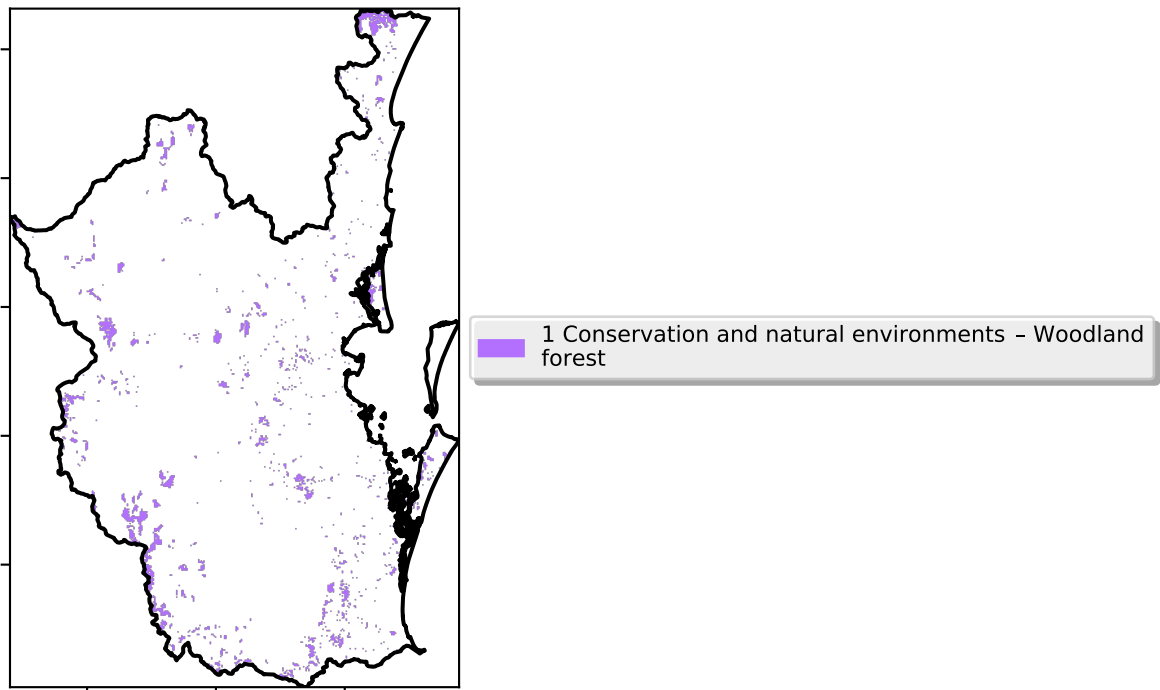 1 Conservation and natural environments – Woodland
forest